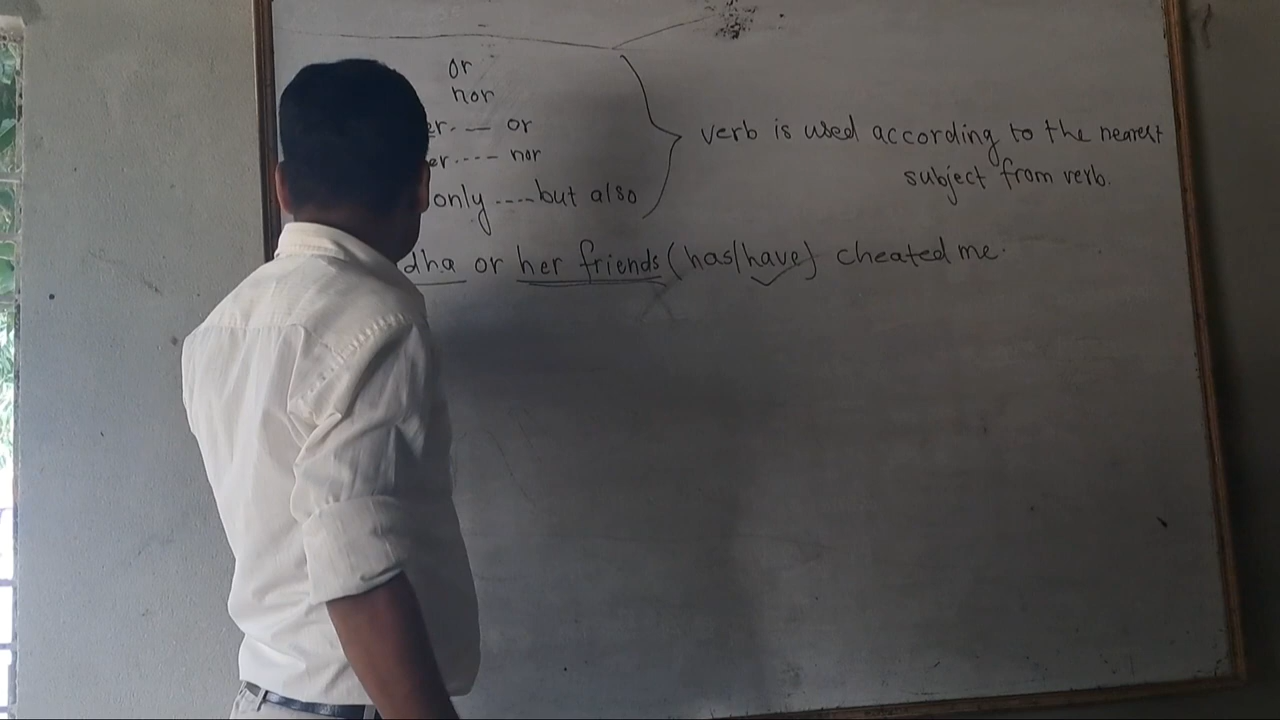 or
nor
er. — or
er.--- nor
only ----but also
verb is used according to the nearest
subject from verb.
dha or her friends (has/have) cheated me.